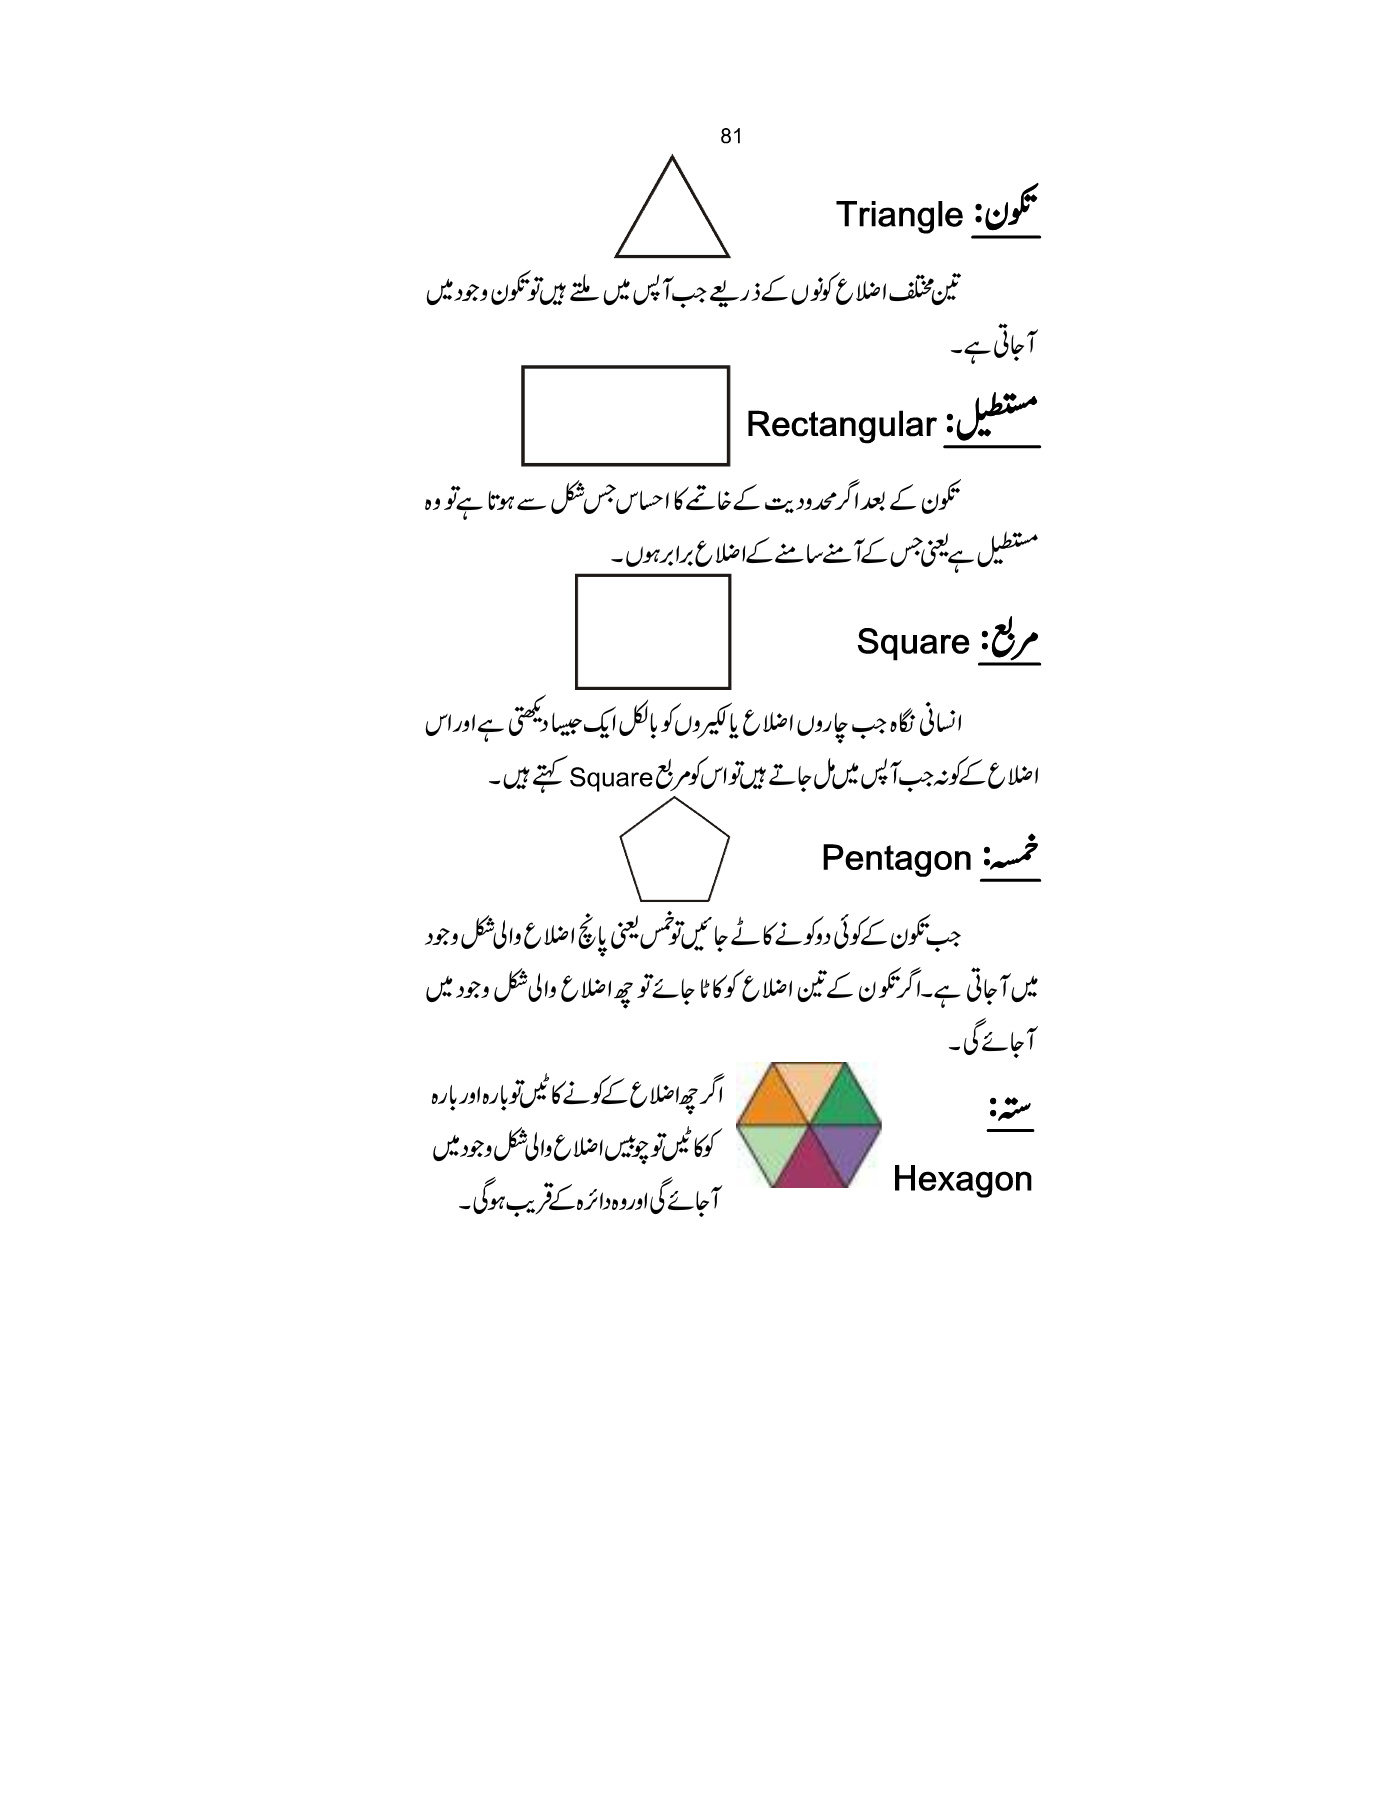 81
تکون: Triangle
تین مختلف اضلاع کونوں کے ذریعے جب آپس میں ملتے ہیں تو تکون وجود میں
آجاتی ہے۔
مستطیل: Rectangular
تکون کے بعد اگر محدودیت کے خاتمے کا احساس جس شکل سے ہوتا ہے تو وہ
مستطیل ہے یعنی جس کے آمنے سامنے کے اضلاع برابر ہوں۔
مربع: Square
انسانی نگاہ جب چاروں اضلاع یا لکیروں کو بالکل ایک جیسا دیکھتی ہے اور اس
اضلاع کے کونہ جب آپس میں مل جاتے ہیں تو اس کو مربع Square کہتے ہیں۔
خمسہ: Pentagon
جب تکون کے کوئی دو کونے کاٹے جائیں تو خمس یعنی پانچ اضلاع والی شکل وجود
میں آجاتی ہے۔ اگر تکون کے تین اضلاع کو کاٹا جائے تو چھ اضلاع والی شکل وجود میں
آجائے گی۔
ستہ:
Hexagon
اگر چھ اضلاع کے کونے کاٹیں تو بارہ اور بارہ
کو کاٹیں تو چوبیس اضلاع والی شکل وجود میں
آجائے گی اور وہ دائرہ کے قریب ہوگی۔